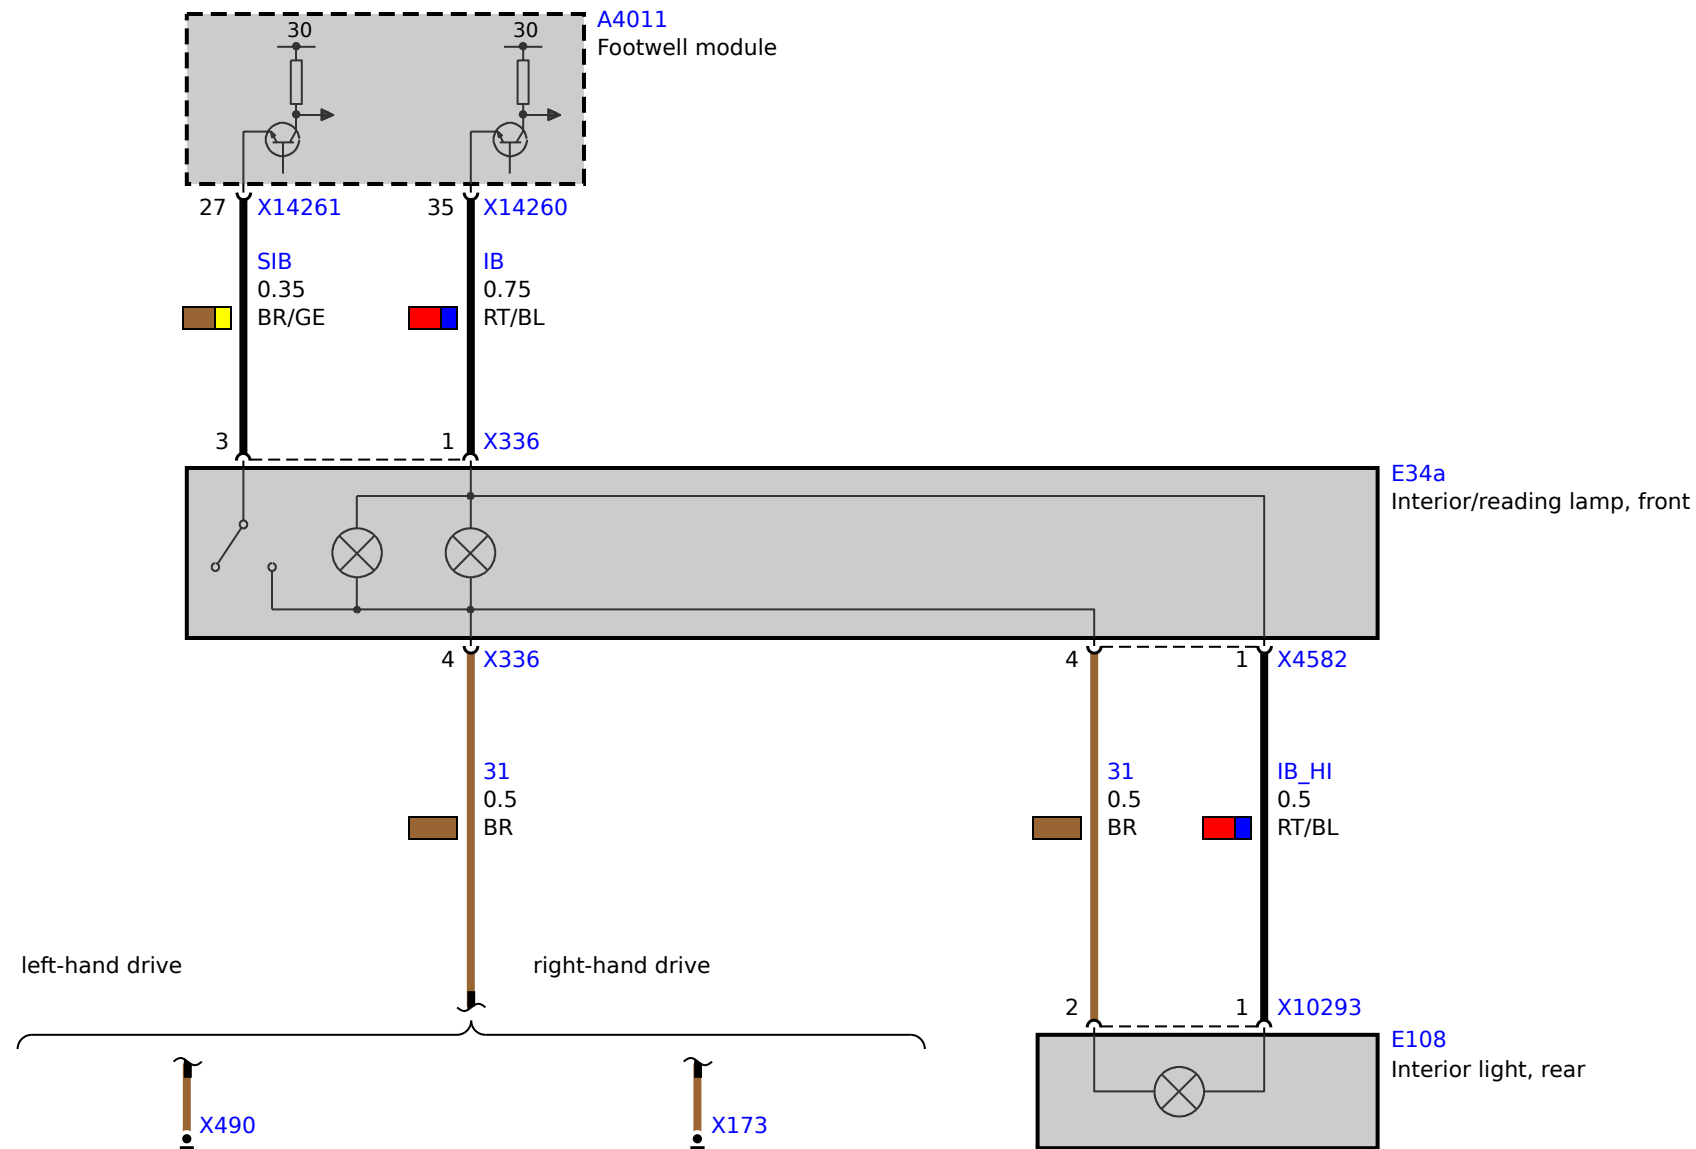 30
30
A4011
Footwell module
27
X14261
35
X14260
SIB
0.35
BR/GE
IB
0.75
RT/BL
3
1
X336
E34a
Interior/reading lamp, front
4
X336
4
1
X4582
31
0.5
BR
31
0.5
BR
IB_HI
0.5
RT/BL
left-hand drive
right-hand drive
2
1
X10293
E108
Interior light, rear
X490
X173